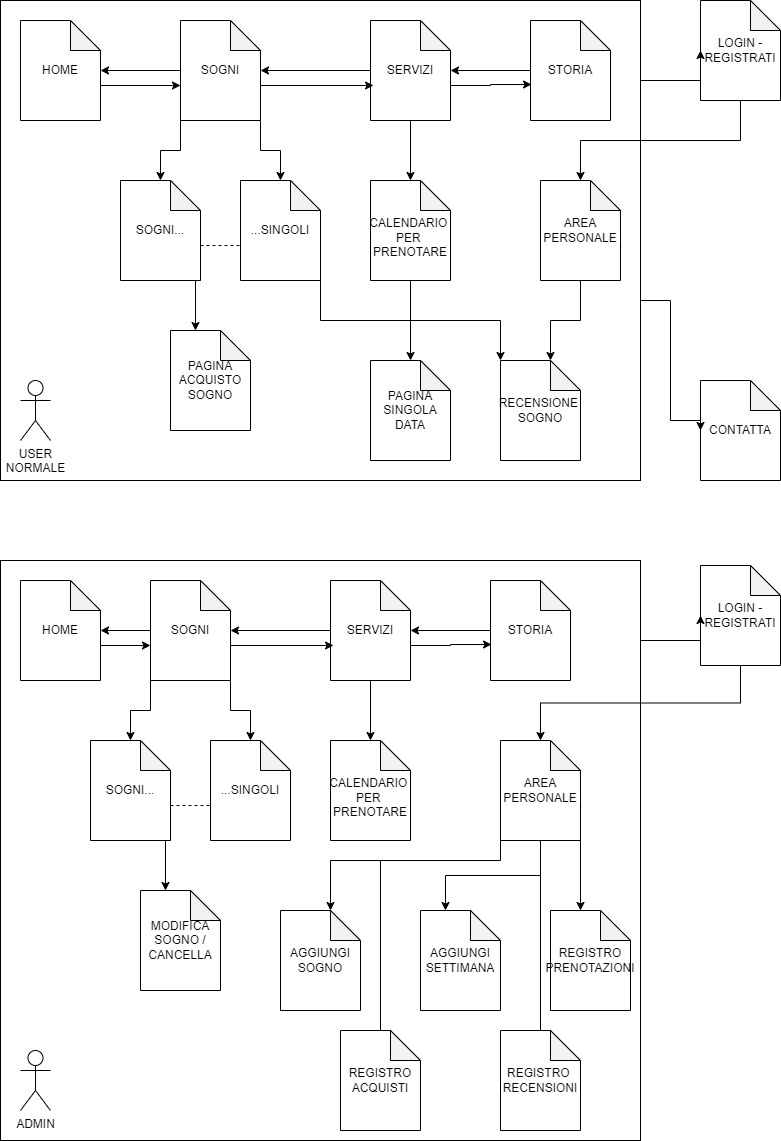 HOME
SOGNI
SERVIZI
STORIA
LOGIN -
REGISTRATI
SOGNI...
...SINGOLI
CALENDARIO
PER
PRENOTARE
AREA
PERSONALE
PAGINA
ACQUISTO
SOGNO
PAGINA
SINGOLA
DATA
RECENSIONE
SOGNO
CONTATTA
USER
NORMALE
HOME
SOGNI
SERVIZI
STORIA
LOGIN -
REGISTRATI
SOGNI...
...SINGOLI
CALENDARIO
PER
PRENOTARE
AREA
PERSONALE
MODIFICA
SOGNO /
CANCELLA
AGGIUNGI
SOGNO
AGGIUNGI
SETTIMANA
REGISTRO
PRENOTAZIONI
REGISTRO
ACQUISTI
REGISTRO
RECENSIONI
ADMIN